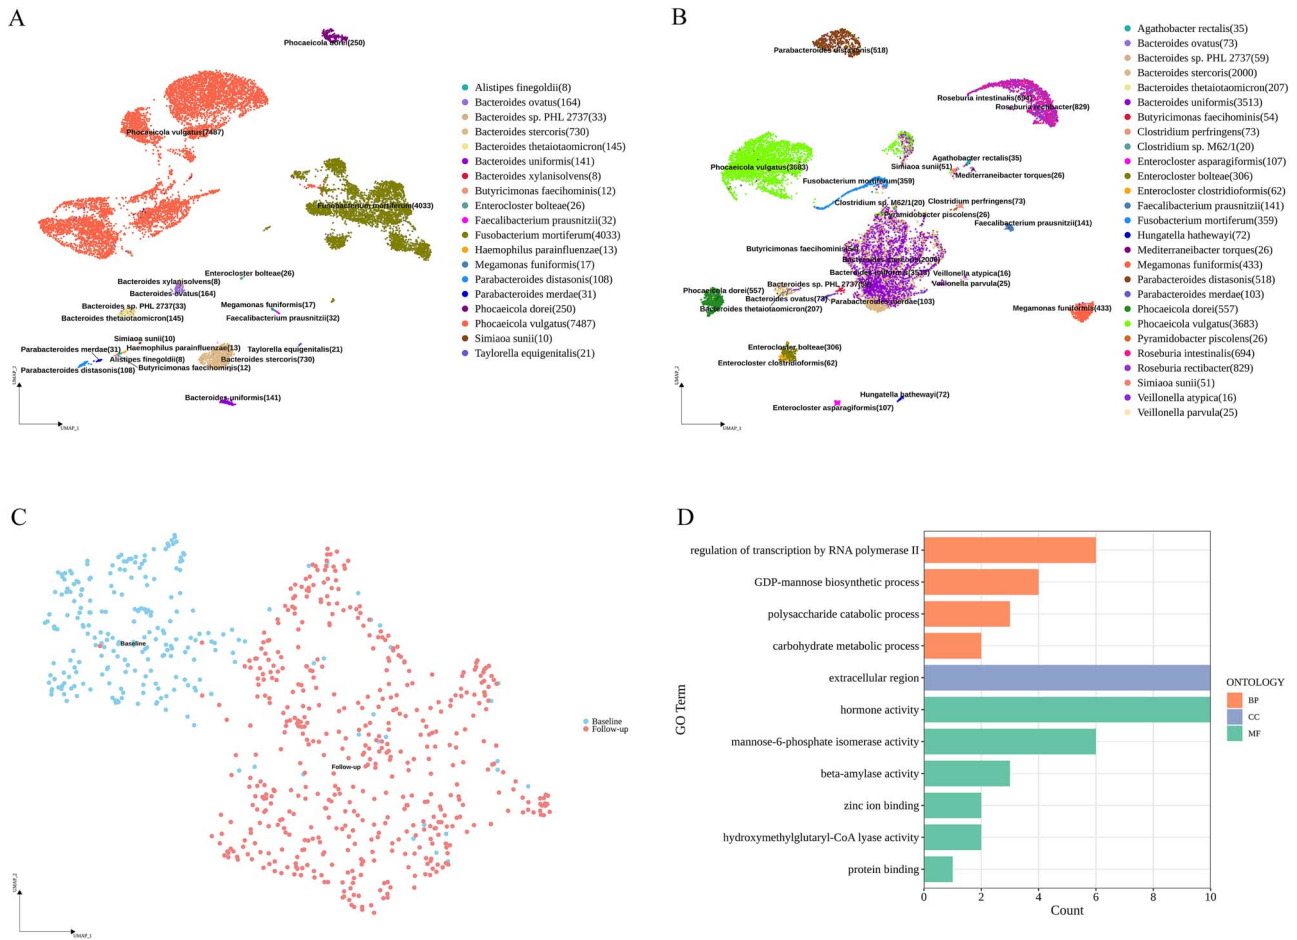 A
Phocaeicola dorei(250)
Phocaeicola vulgatus(7487)
Fusobacterium mortiferum(4033)
Enterocloster bolteae(26)
Bacteroides xylanisolvens(8)
Bacteroides ovatus(164)
Bacteroides sp. PHL 2737(33)
Megamonas funiformis(17)
Bacteroides thetaiotaomicron(145)
Faecalibacterium prausnitzii(32)
Simiaoa sunii(10)
Parabacteroides merdae(31)
Haemophilus parainfluenzae(13)
Taylorella equigenitalis(21)
Alistipes finegoldii(8)
Bacteroides stercoris(730)
Parabacteroides distasonis(108)
Butyricimonas faecihominis(12)
Bacteroides uniformis(141)
UMAP_2
UMAP_1
Alistipes finegoldii(8)
Bacteroides ovatus(164)
Bacteroides sp. PHL 2737(33)
Bacteroides stercoris(730)
Bacteroides thetaiotaomicron(145)
Bacteroides uniformis(141)
Bacteroides xylanisolvens(8)
Butyricimonas faecihominis(12)
Enterocloster bolteae(26)
Faecalibacterium prausnitzii(32)
Fusobacterium mortiferum(4033)
Haemophilus parainfluenzae(13)
Megamonas funiformis(17)
Parabacteroides distasonis(108)
Parabacteroides merdae(31)
Phocaeicola dorei(250)
Phocaeicola vulgatus(7487)
Simiaoa sunii(10)
Taylorella equigenitalis(21)
B
Parabacteroides distasonis(518)
Roseburia intestinalis(694)
Roseburia rectibacter(829)
Phocaeicola vulgatus(3683)
Simiaoa sunii(51)
Agathobacter rectalis(35)
Mediterraneibacter torques(26)
Fusobacterium mortiferum(359)
Clostridium sp. M62/1(20)
Clostridium perfringens(73)
Pyramidobacter piscolens(26)
Faecalibacterium prausnitzii(141)
Butyricimonas faecihominis(54)
Bacteroides stercoris(2000)
Bacteroides uniformis(3513)
Veillonella atypica(16)
Veillonella parvula(25)
Bacteroides sp. PHL 2737(59)
Phocaeicola dorei(557)
Bacteroides ovatus(73)
Parabacteroides merdae(103)
Bacteroides thetaiotaomicron(207)
Megamonas funiformis(433)
Enterocloster bolteae(306)
Enterocloster clostridioformis(62)
Hungatella hathewayi(72)
Enterocloster asparagiformis(107)
UMAP_2
UMAP_1
Agathobacter rectalis(35)
Bacteroides ovatus(73)
Bacteroides sp. PHL 2737(59)
Bacteroides stercoris(2000)
Bacteroides thetaiotaomicron(207)
Bacteroides uniformis(3513)
Butyricimonas faecihominis(54)
Clostridium perfringens(73)
Clostridium sp. M62/1(20)
Enterocloster asparagiformis(107)
Enterocloster bolteae(306)
Enterocloster clostridioformis(62)
Faecalibacterium prausnitzii(141)
Fusobacterium mortiferum(359)
Hungatella hathewayi(72)
Mediterraneibacter torques(26)
Megamonas funiformis(433)
Parabacteroides distasonis(518)
Parabacteroides merdae(103)
Phocaeicola dorei(557)
Phocaeicola vulgatus(3683)
Pyramidobacter piscolens(26)
Roseburia intestinalis(694)
Roseburia rectibacter(829)
Simiaoa sunii(51)
Veillonella atypica(16)
Veillonella parvula(25)
C
Baseline
Follow-up
Baseline
Follow-up
UMAP_2
UMAP_1
D
GO Term
regulation of transcription by RNA polymerase II
GDP-mannose biosynthetic process
polysaccharide catabolic process
carbohydrate metabolic process
extracellular region
hormone activity
mannose-6-phosphate isomerase activity
beta-amylase activity
zinc ion binding
hydroxymethylglutaryl-CoA lyase activity
protein binding
0 2 4 6 8 10
Count
ONTOLOGY
BP
CC
MF